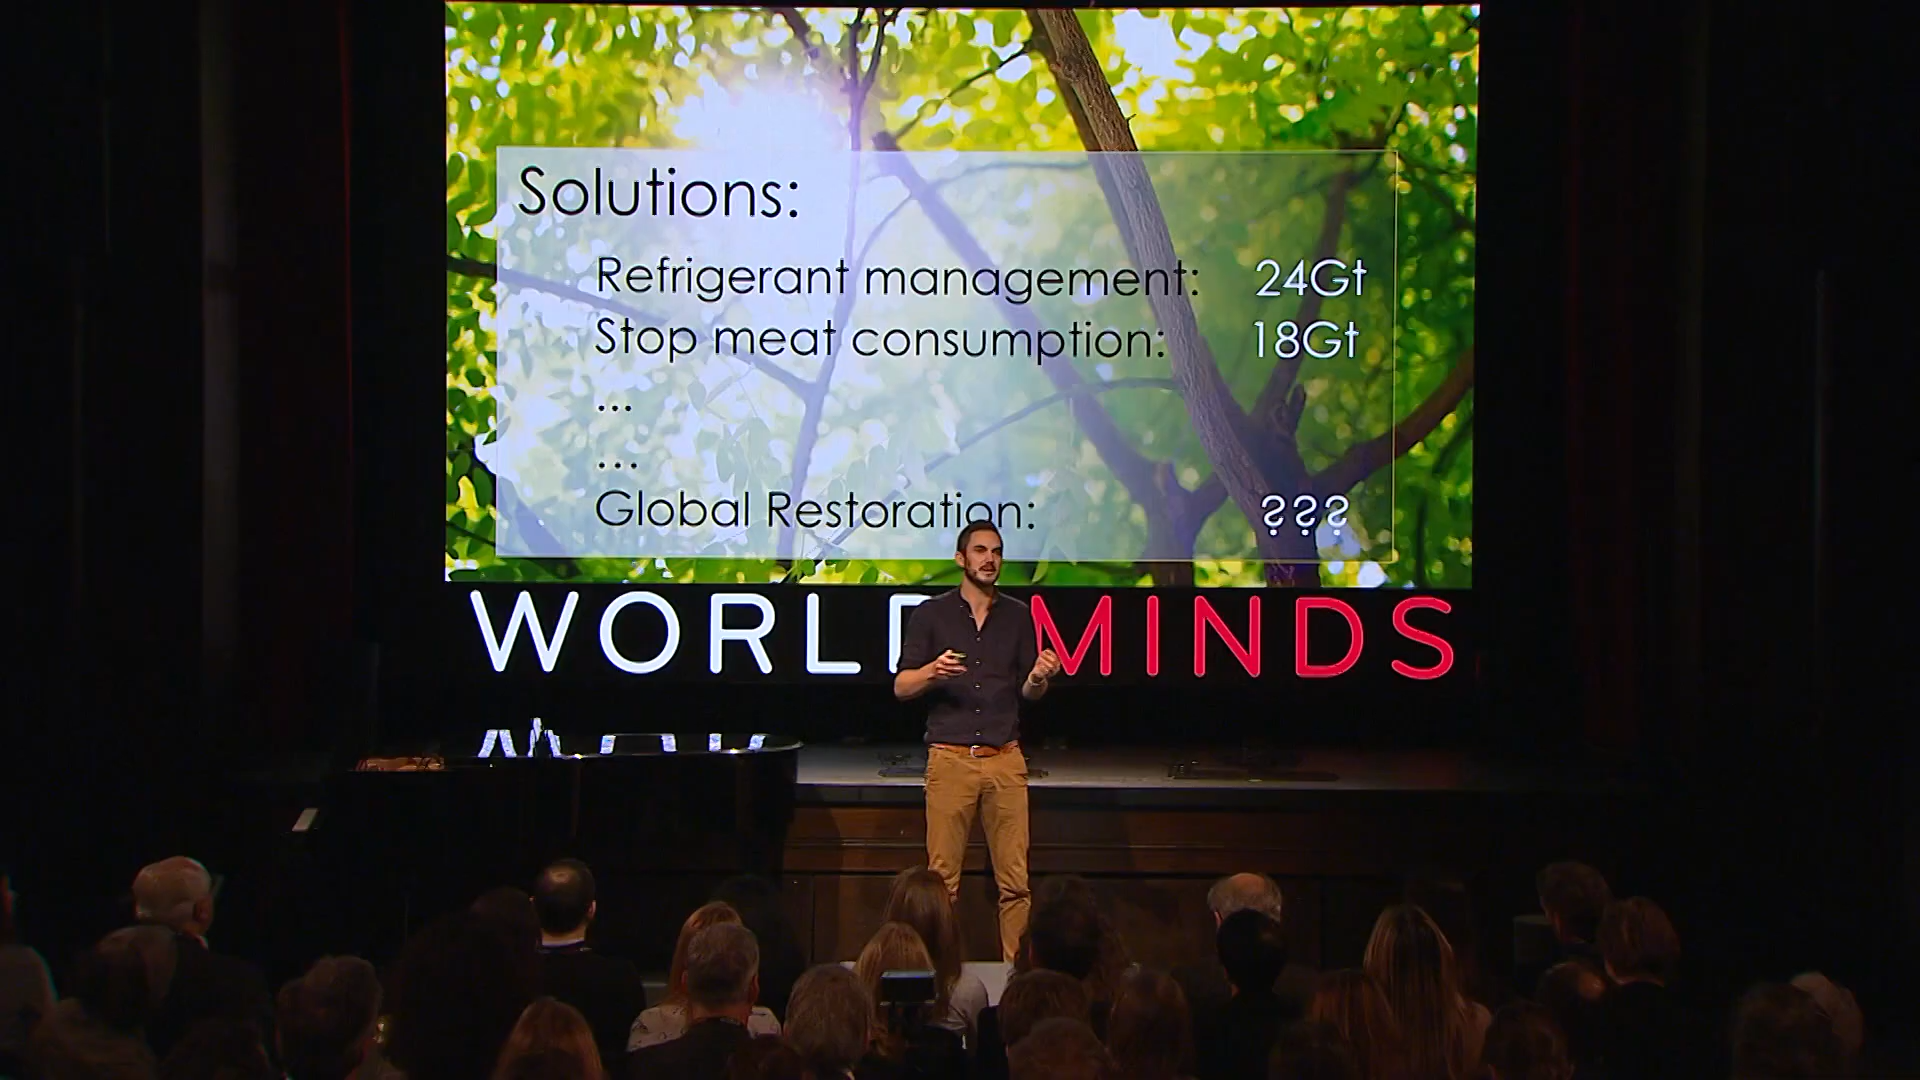 Solutions:
Refrigerant management: 24Gt
Stop meat consumption: 18Gt
...
...
Global Restoration: ???
WORLD MINDS